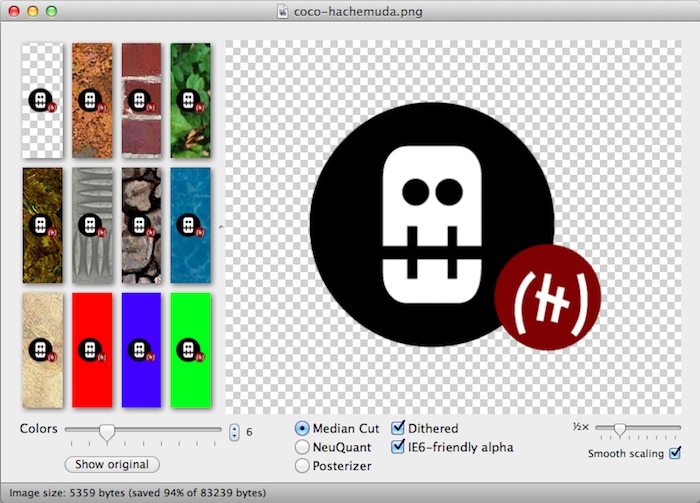 coco-hachemuda.png
(H)
Colors
6
Show original
Median Cut
NeuQuant
Posterizer
Dithered
IE6-friendly alpha
½×
Smooth scaling
Image size: 5359 bytes (saved 94% of 83239 bytes)